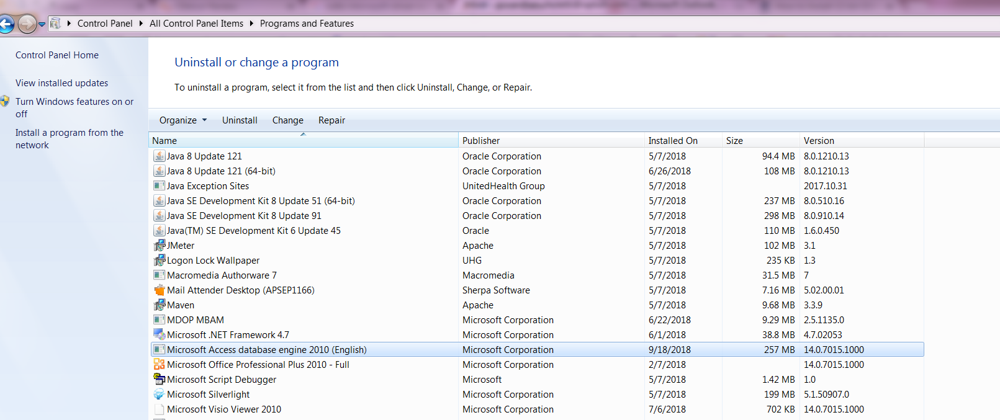 Control Panel All Control Panel Items Programs and Features
Control Panel Home
View installed updates
Turn Windows features on or
off
Install a program from the
network
Uninstall or change a program
To uninstall a program, select it from the list and then click Uninstall, Change, or Repair.
Organize Uninstall Change Repair
Name Publisher Installed On Size Version
Java 8 Update 121 Oracle Corporation 5/7/2018 94.4 MB 8.0.1210.13
Java 8 Update 121 (64-bit) Oracle Corporation 6/26/2018 108 MB 8.0.1210.13
Java Exception Sites UnitedHealth Group 5/7/2018 2017.10.31
Java SE Development Kit 8 Update 51 (64-bit) Oracle Corporation 5/7/2018 237 MB 8.0.510.16
Java SE Development Kit 8 Update 91 Oracle Corporation 5/7/2018 298 MB 8.0.910.14
Java(TM) SE Development Kit 6 Update 45 Oracle 5/7/2018 110 MB 1.6.0.450
JMeter Apache 5/7/2018 102 MB 3.1
Logon Lock Wallpaper UHG 5/7/2018 235 KB 1.3
Macromedia Authorware 7 Macromedia 5/7/2018 31.5 MB 7
Mail Attender Desktop (APSEP1166) Sherpa Software 5/7/2018 7.16 MB 5.02.00.01
Maven Apache 5/7/2018 9.68 MB 3.3.9
MDOP MBAM Microsoft Corporation 6/22/2018 9.29 MB 2.5.1135.0
Microsoft .NET Framework 4.7 Microsoft Corporation 6/1/2018 38.8 MB 4.7.02053
Microsoft Access database engine 2010 (English) Microsoft Corporation 9/18/2018 257 MB 14.0.7015.1000
Microsoft Office Professional Plus 2010 - Full Microsoft Corporation 2/7/2018 14.0.7015.1000
Microsoft Script Debugger Microsoft 5/7/2018 1.42 MB 1.0
Microsoft Silverlight Microsoft Corporation 5/7/2018 199 MB 5.1.50907.0
Microsoft Visio Viewer 2010 Microsoft Corporation 7/6/2018 702 KB 14.0.7015.1000